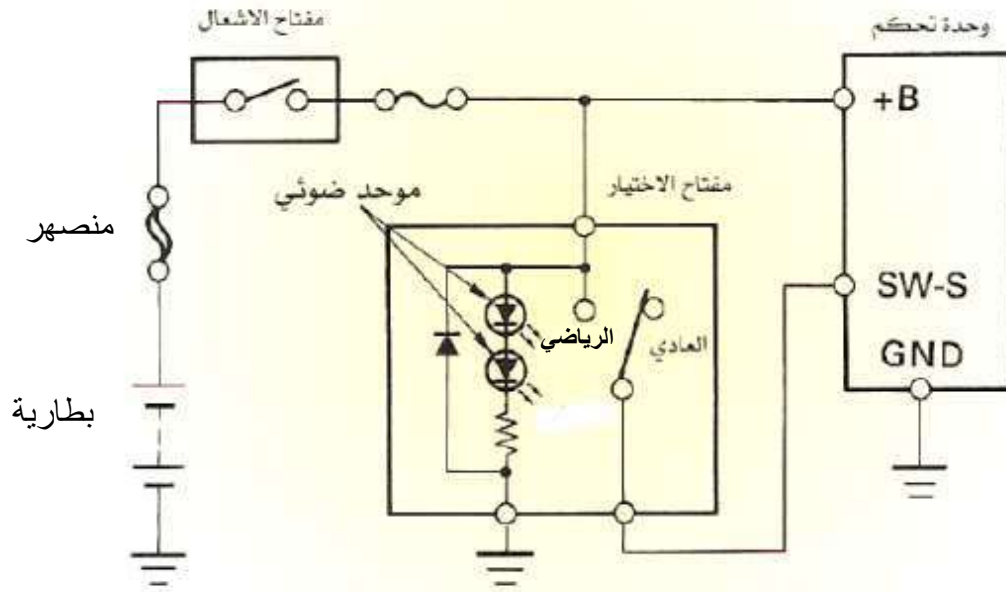 مفتاح الاشعال
وحدة تحكم
+B
مفتاح الاختيار
موحد ضوئي
منصهر
SW-S
الرياضي
العادي
GND
بطارية